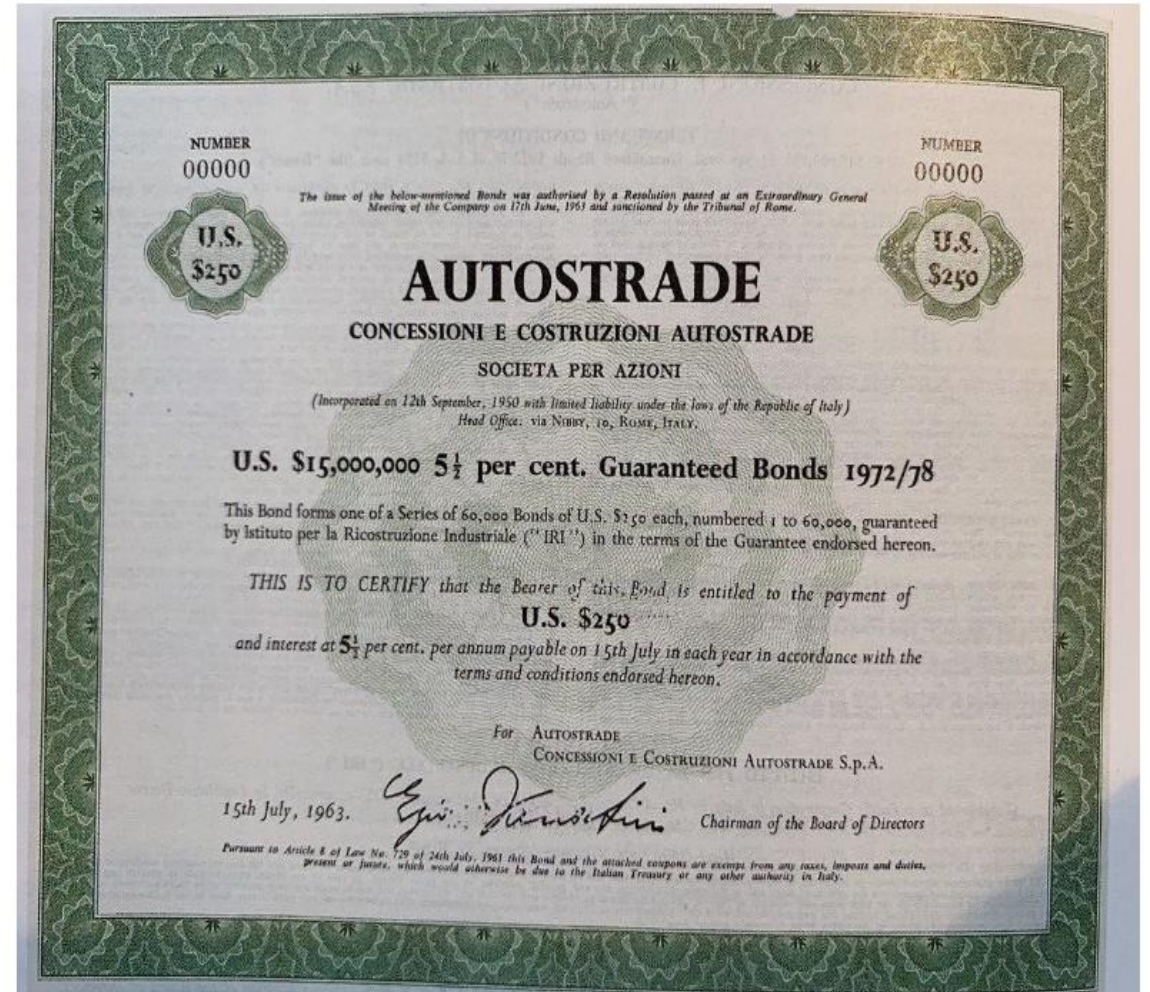 NUMBER
00000
NUMBER
00000
U.S.
$250
U.S.
$250
The issue of the below-mentioned Bonds was authorised by a Resolution passed at an Extraordinary General
Meeting of the Company on 17th June, 1963 and sanctioned by the Tribunal of Rome.
AUTOSTRADE
CONCESSIONI E COSTRUZIONI AUTOSTRADE
SOCIETA PER AZIONI
(Incorporated on 12th September, 1950 with limited liability under the laws of the Republic of Italy)
Head Office: via Nibby, 10, Rome, Italy.
U.S. $15,000,000 5½ per cent. Guaranteed Bonds 1972/78
This Bond forms one of a Series of 60,000 Bonds of U.S. $250 each, numbered 1 to 60,000, guaranteed
by Istituto per la Ricostruzione Industriale ("IRI") in the terms of the Guarantee endorsed hereon.
THIS IS TO CERTIFY that the Bearer of this Bond is entitled to the payment of
U.S. $250
and interest at 5½ per cent. per annum payable on 15th July in each year in accordance with the
terms and conditions endorsed hereon.
For AUTOSTRADE
CONCESSIONI E COSTRUZIONI AUTOSTRADE S.p.A.
15th July, 1963.
Chairman of the Board of Directors
Pursuant to Article 8 of Law No. 729 of 24th July, 1961 this Bond and the attached coupons are exempt from any taxes, imposts and duties,
present or future, which would otherwise be due to the Italian Treasury or any other authority in Italy.